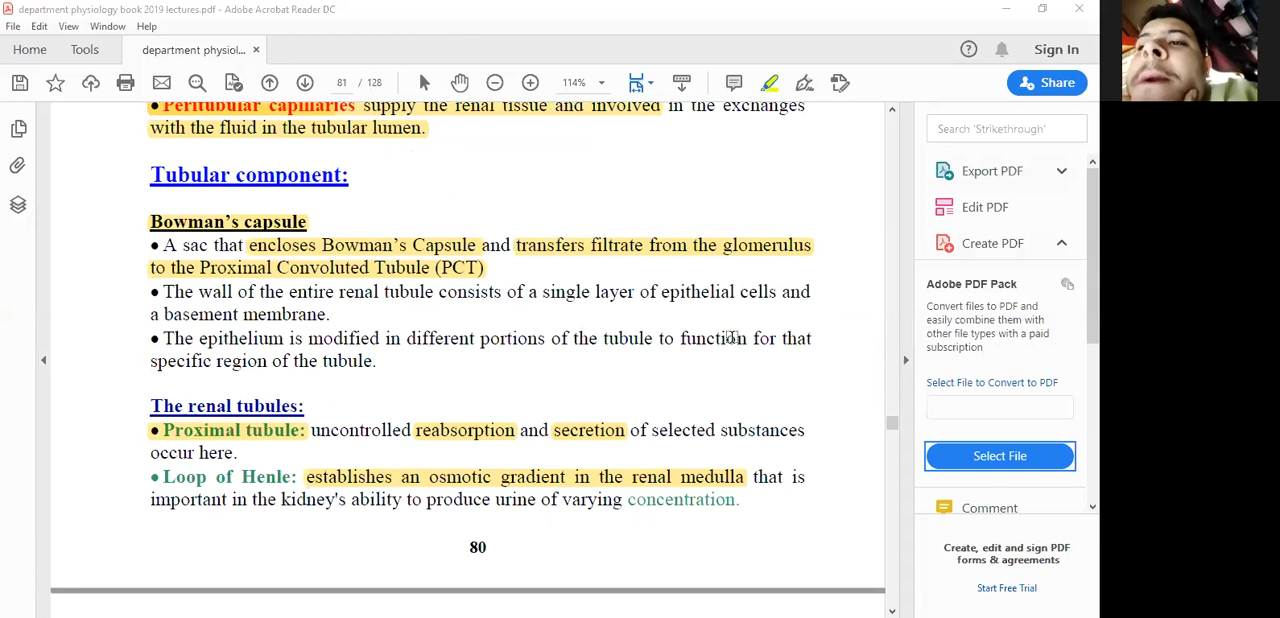 department physiology book 2019 lectures.pdf - Adobe Acrobat Reader DC
File Edit View Window Help
Home Tools department physiol... × Sign In
81 / 128 114% Share
• Peritubular capillaries supply the renal tissue and involved in the exchanges
with the fluid in the tubular lumen.
Tubular component:
Bowman's capsule
• A sac that encloses Bowman's Capsule and transfers filtrate from the glomerulus
to the Proximal Convoluted Tubule (PCT)
• The wall of the entire renal tubule consists of a single layer of epithelial cells and
a basement membrane.
• The epithelium is modified in different portions of the tubule to function for that
specific region of the tubule.
The renal tubules:
• Proximal tubule: uncontrolled reabsorption and secretion of selected substances
occur here.
• Loop of Henle: establishes an osmotic gradient in the renal medulla that is
important in the kidney's ability to produce urine of varying concentration.
80
Search 'Strikethrough'
Export PDF
Edit PDF
Create PDF
Adobe PDF Pack
Convert files to PDF and
easily combine them with
other file types with a paid
subscription
Select File to Convert to PDF
Select File
Comment
Create, edit and sign PDF
forms & agreements
Start Free Trial